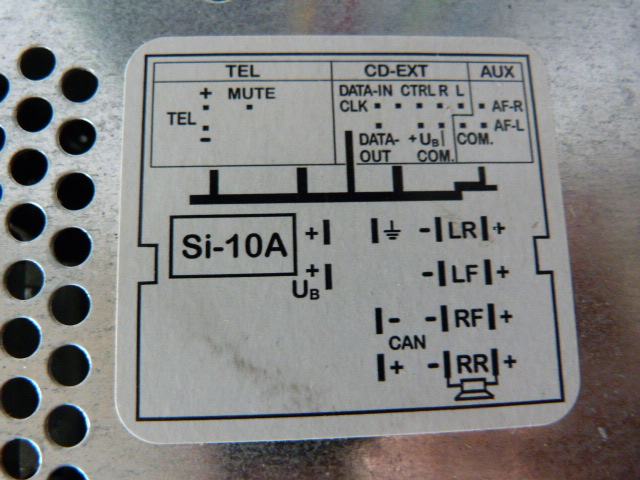 TEL CD-EXT AUX
+ MUTE DATA-IN CTRL R L
TEL CLK AF-R
- AF-L
DATA- +UB COM.
OUT COM.
Si-10A + - LR +
+ - LF +
UB
- - RF +
CAN
+ - RR +